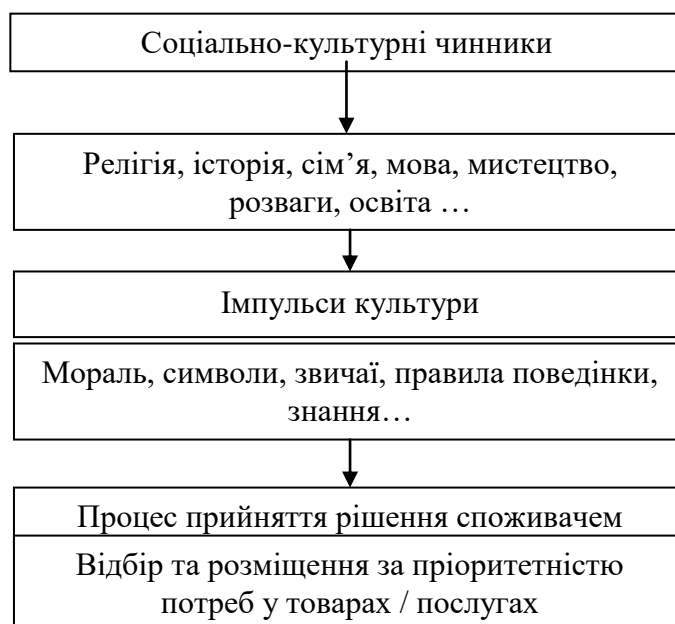 Соціально-культурні чинники
Релігія, історія, сім’я, мова, мистецтво,
розваги, освіта …
Імпульси культури
Мораль, символи, звичаї, правила поведінки,
знання…
Процес прийняття рішення споживачем
Відбір та розміщення за пріоритетністю
потреб у товарах / послугах